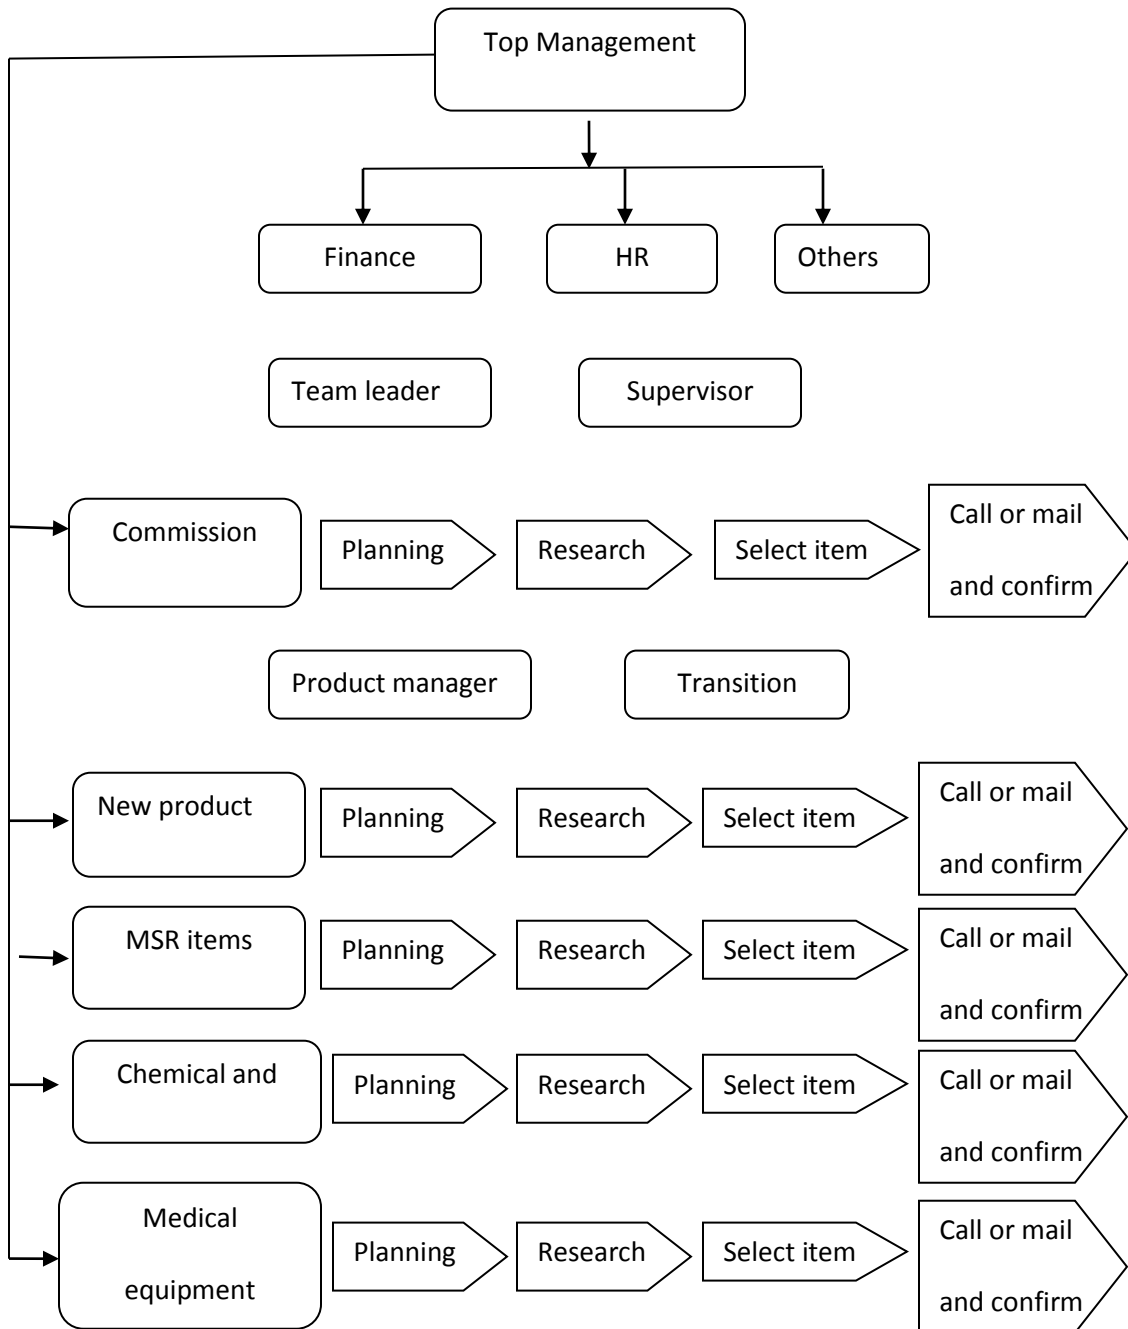 Top Management
Finance
HR
Others
Team leader
Supervisor
Commission
Planning
Research
Select item
Call or mail
and confirm
Product manager
Transition
New product
Planning
Research
Select item
Call or mail
and confirm
MSR items
Planning
Research
Select item
Call or mail
and confirm
Chemical and
Planning
Research
Select item
Call or mail
and confirm
Medical
equipment
Planning
Research
Select item
Call or mail
and confirm